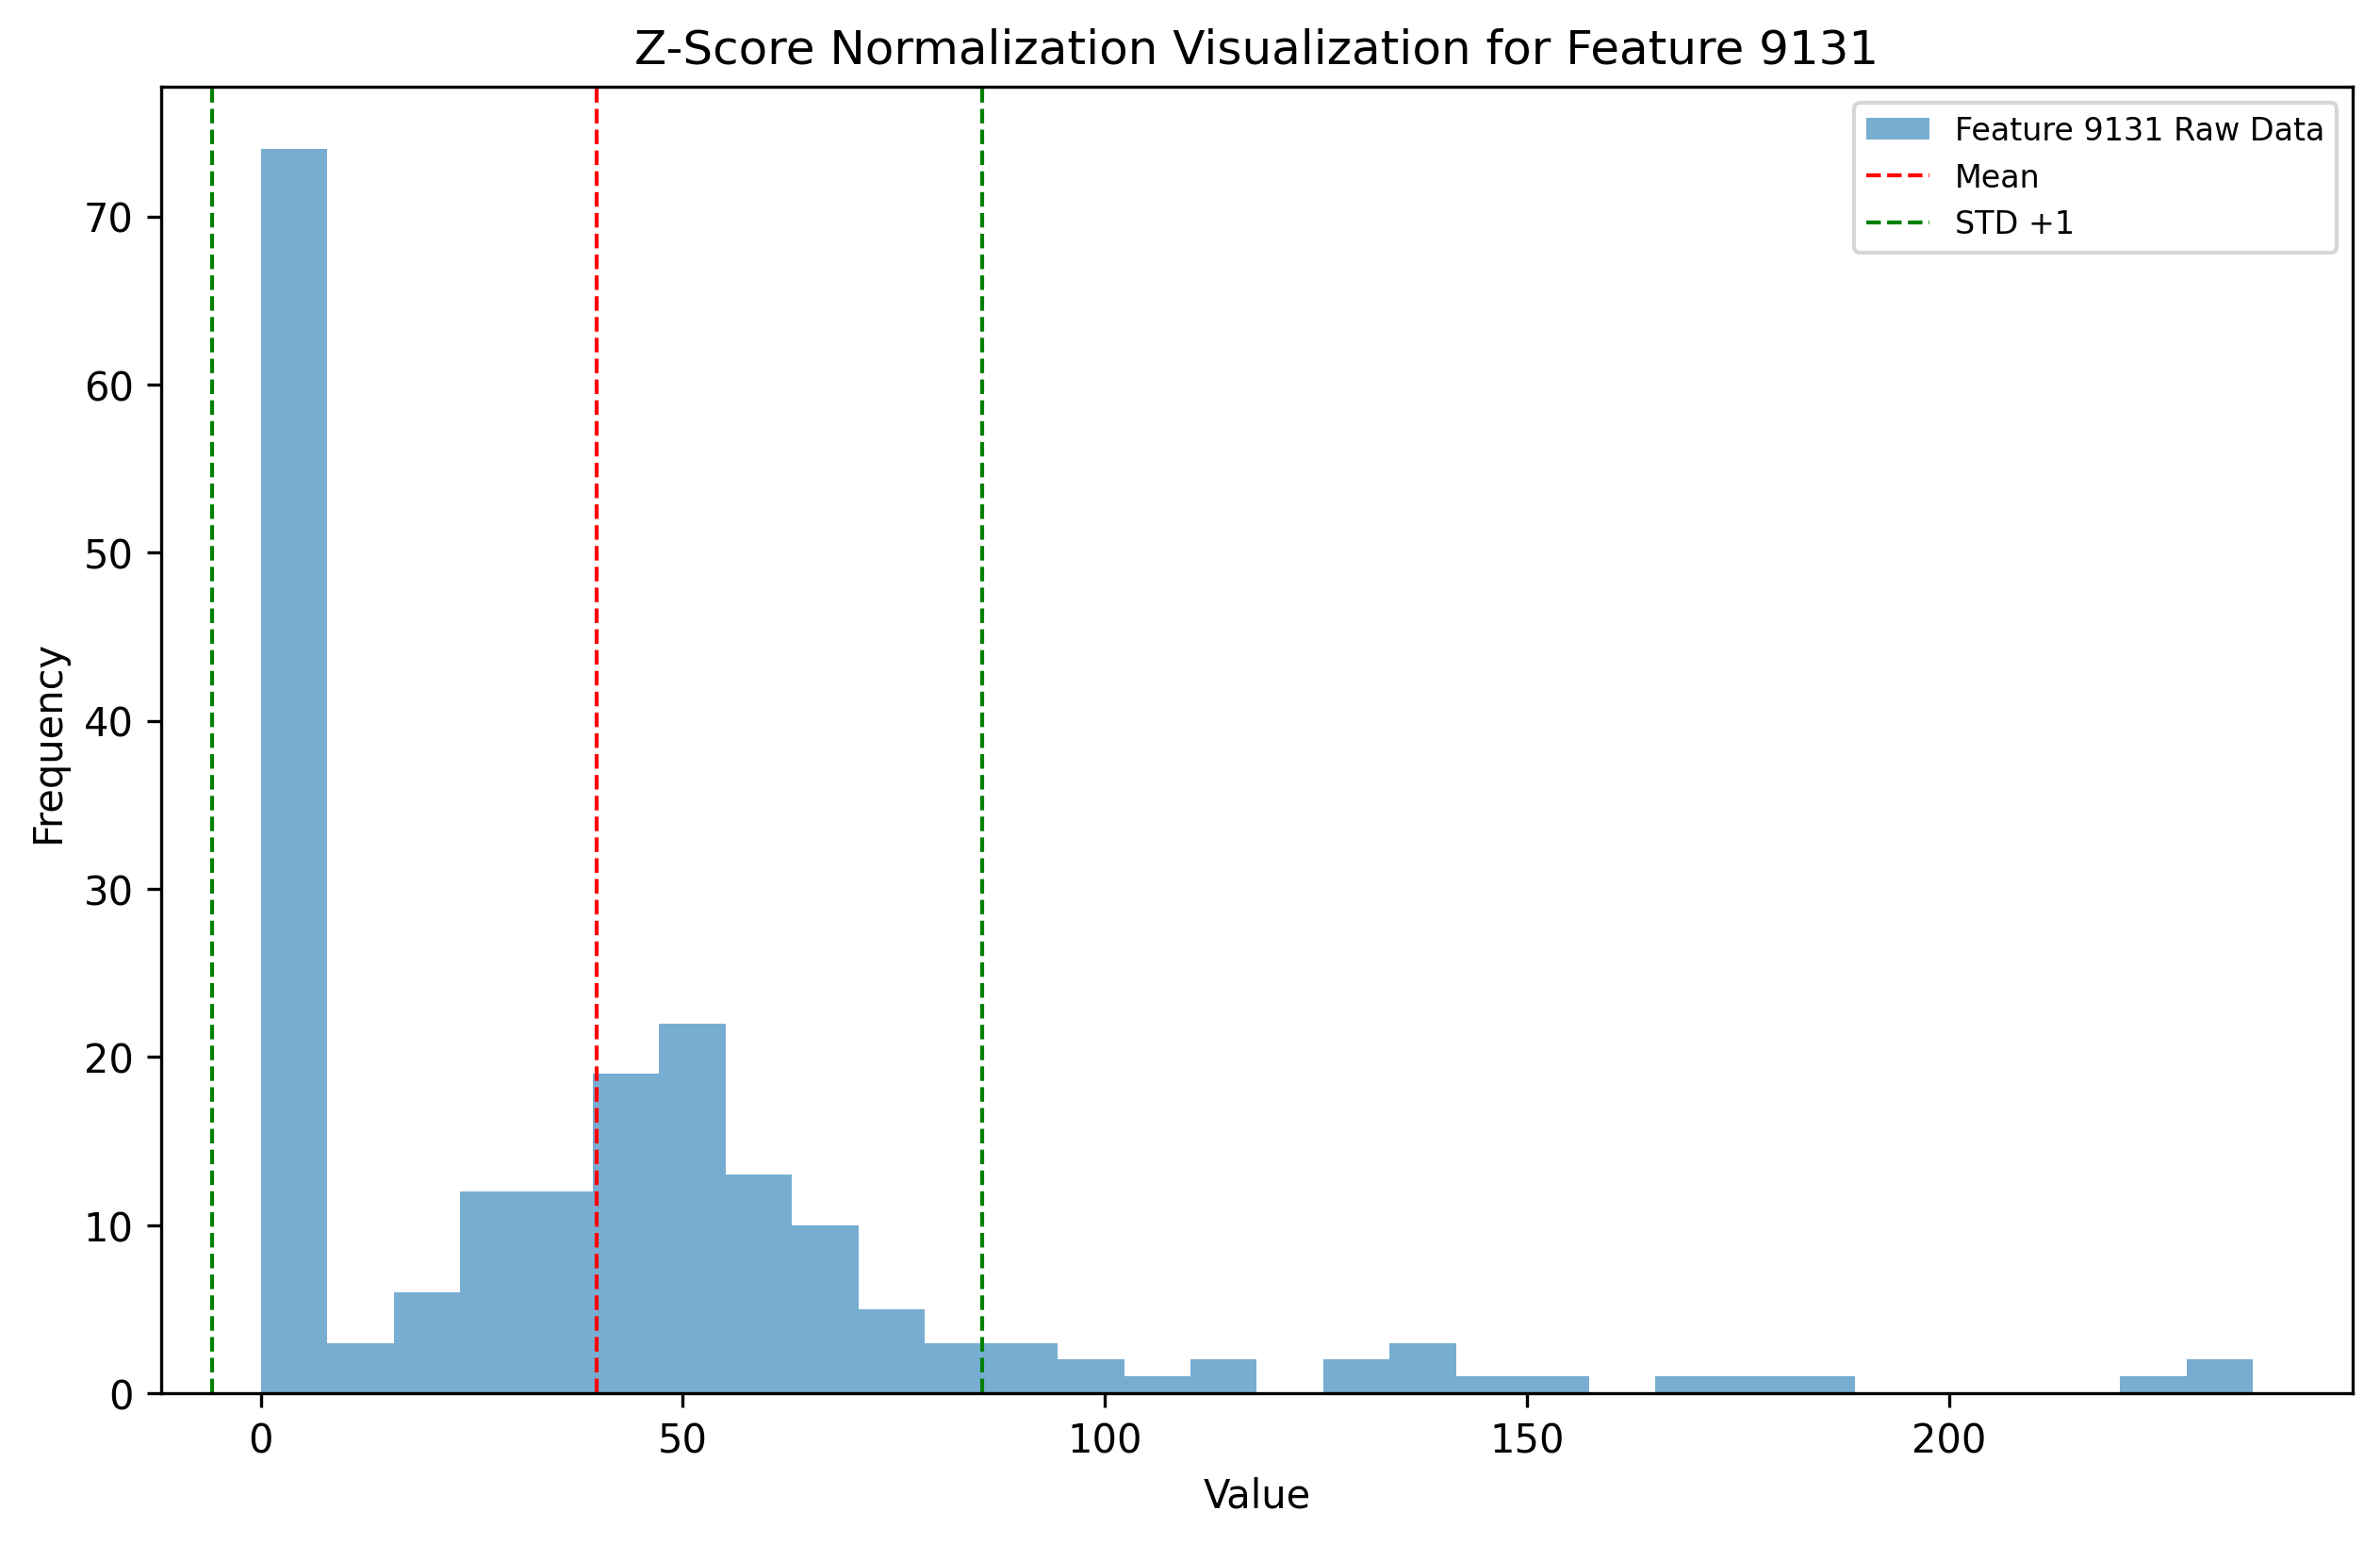 Z-Score Normalization Visualization for Feature 9131
Feature 9131 Raw Data
Mean
STD +1
70
60
50
40
30
20
10
0
Frequency
0 50 100 150 200
Value